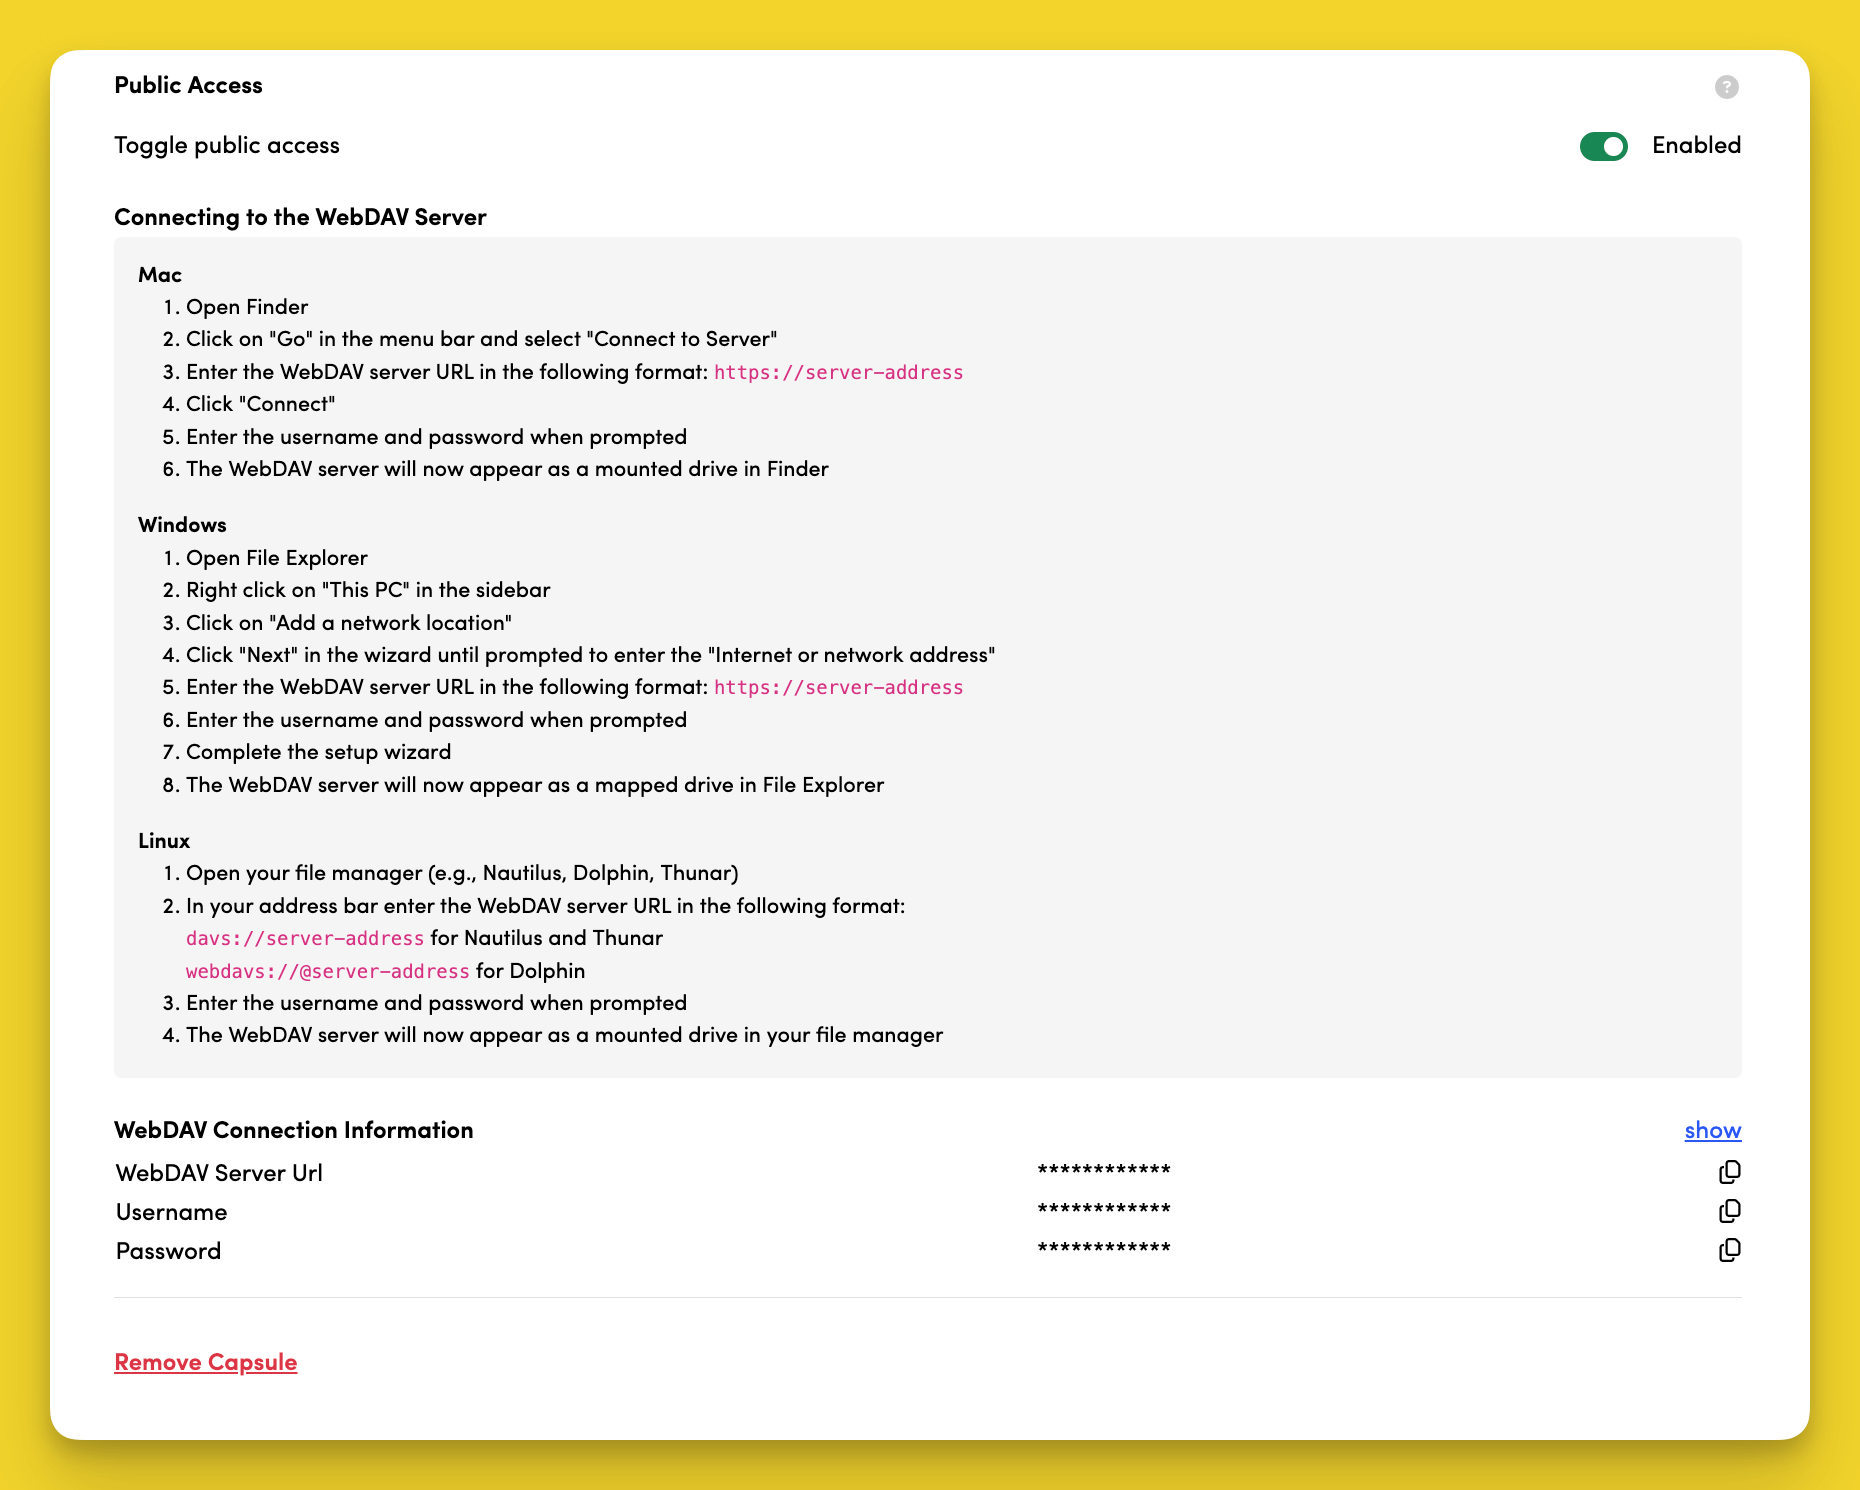 Public Access
?
Toggle public access
Enabled
Connecting to the WebDAV Server
Mac
1. Open Finder
2. Click on "Go" in the menu bar and select "Connect to Server"
3. Enter the WebDAV server URL in the following format: https://server-address
4. Click "Connect"
5. Enter the username and password when prompted
6. The WebDAV server will now appear as a mounted drive in Finder
Windows
1. Open File Explorer
2. Right click on "This PC" in the sidebar
3. Click on "Add a network location"
4. Click "Next" in the wizard until prompted to enter the "Internet or network address"
5. Enter the WebDAV server URL in the following format: https://server-address
6. Enter the username and password when prompted
7. Complete the setup wizard
8. The WebDAV server will now appear as a mapped drive in File Explorer
Linux
1. Open your file manager (e.g., Nautilus, Dolphin, Thunar)
2. In your address bar enter the WebDAV server URL in the following format:
davs://server-address for Nautilus and Thunar
webdavs://@server-address for Dolphin
3. Enter the username and password when prompted
4. The WebDAV server will now appear as a mounted drive in your file manager
WebDAV Connection Information
show
WebDAV Server Url ************
Username ************
Password ************
Remove Capsule